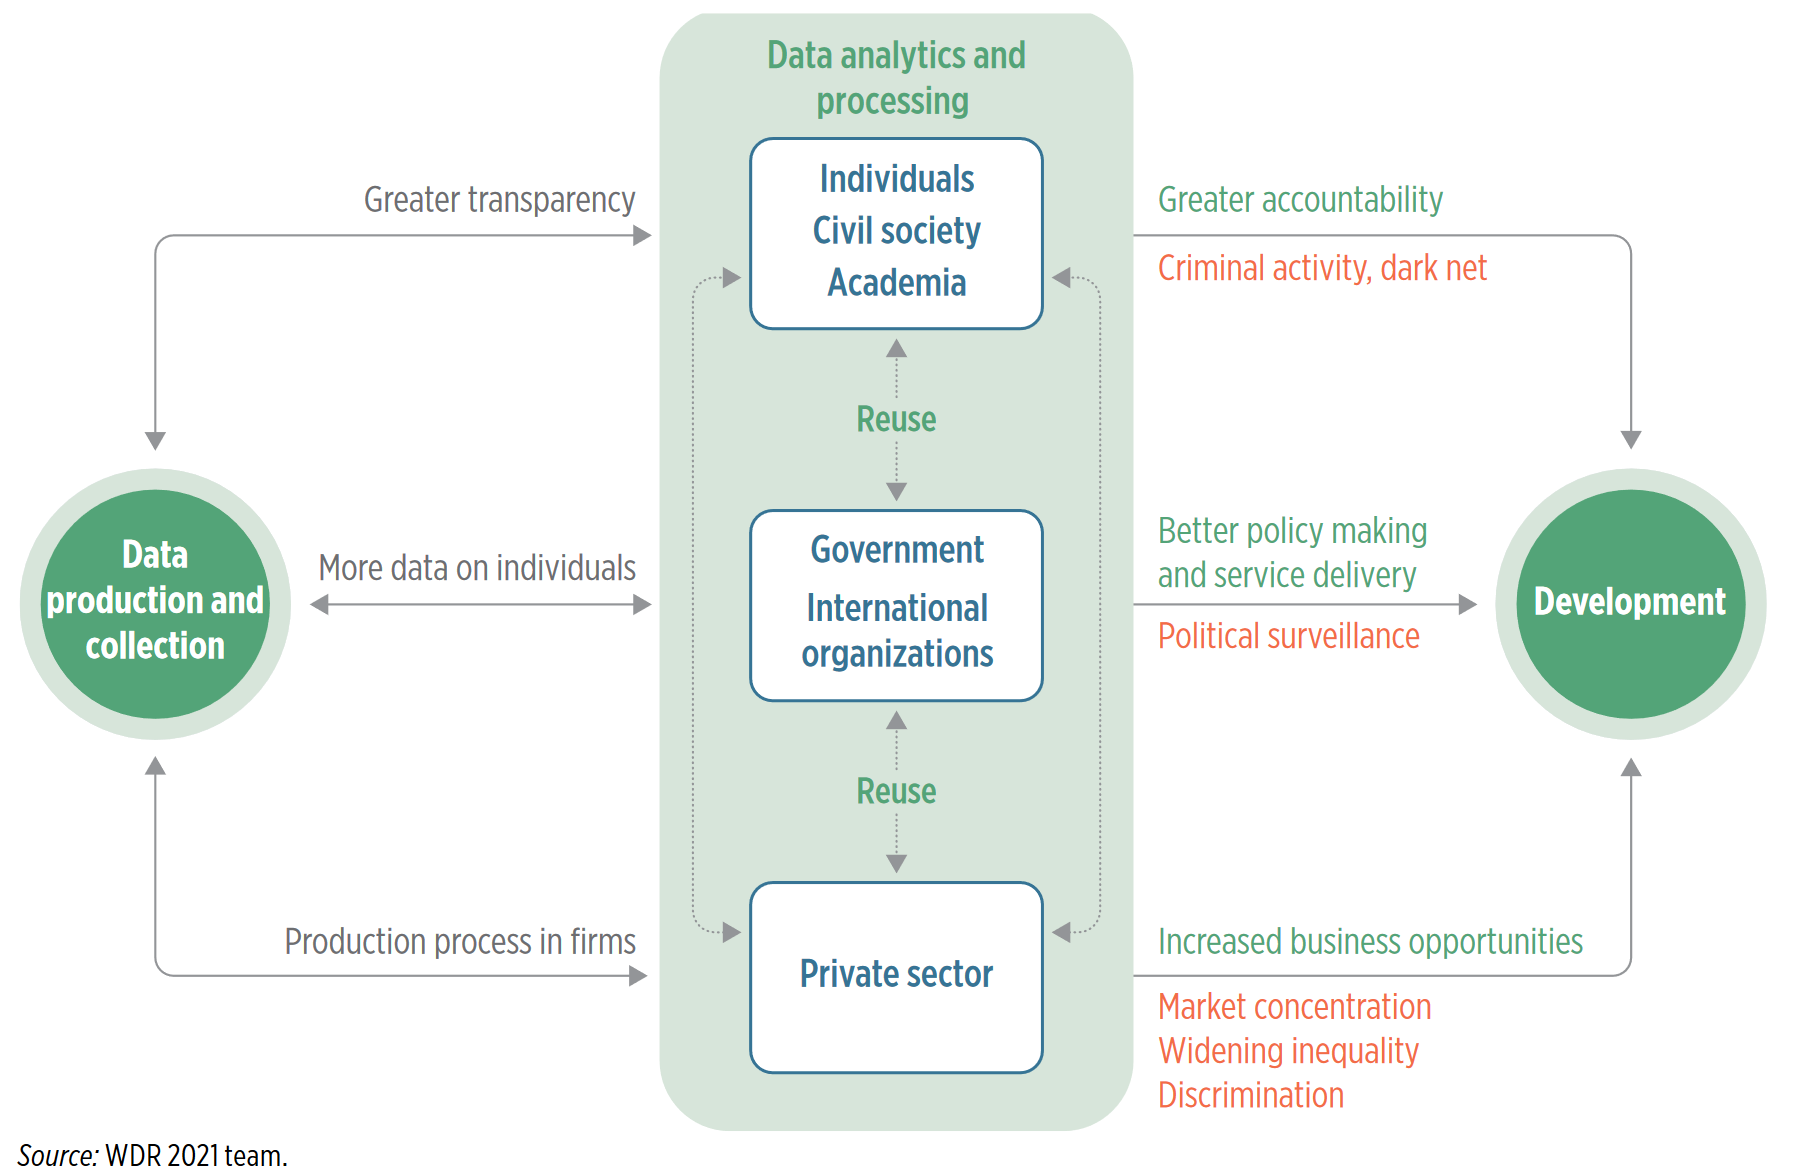 Data analytics and
processing
Individuals
Civil society
Academia
Greater transparency
Greater accountability
Criminal activity, dark net
Reuse
Data
production and
collection
More data on individuals
Government
International
organizations
Better policy making
and service delivery
Political surveillance
Development
Reuse
Production process in firms
Private sector
Increased business opportunities
Market concentration
Widening inequality
Discrimination
Source: WDR 2021 team.